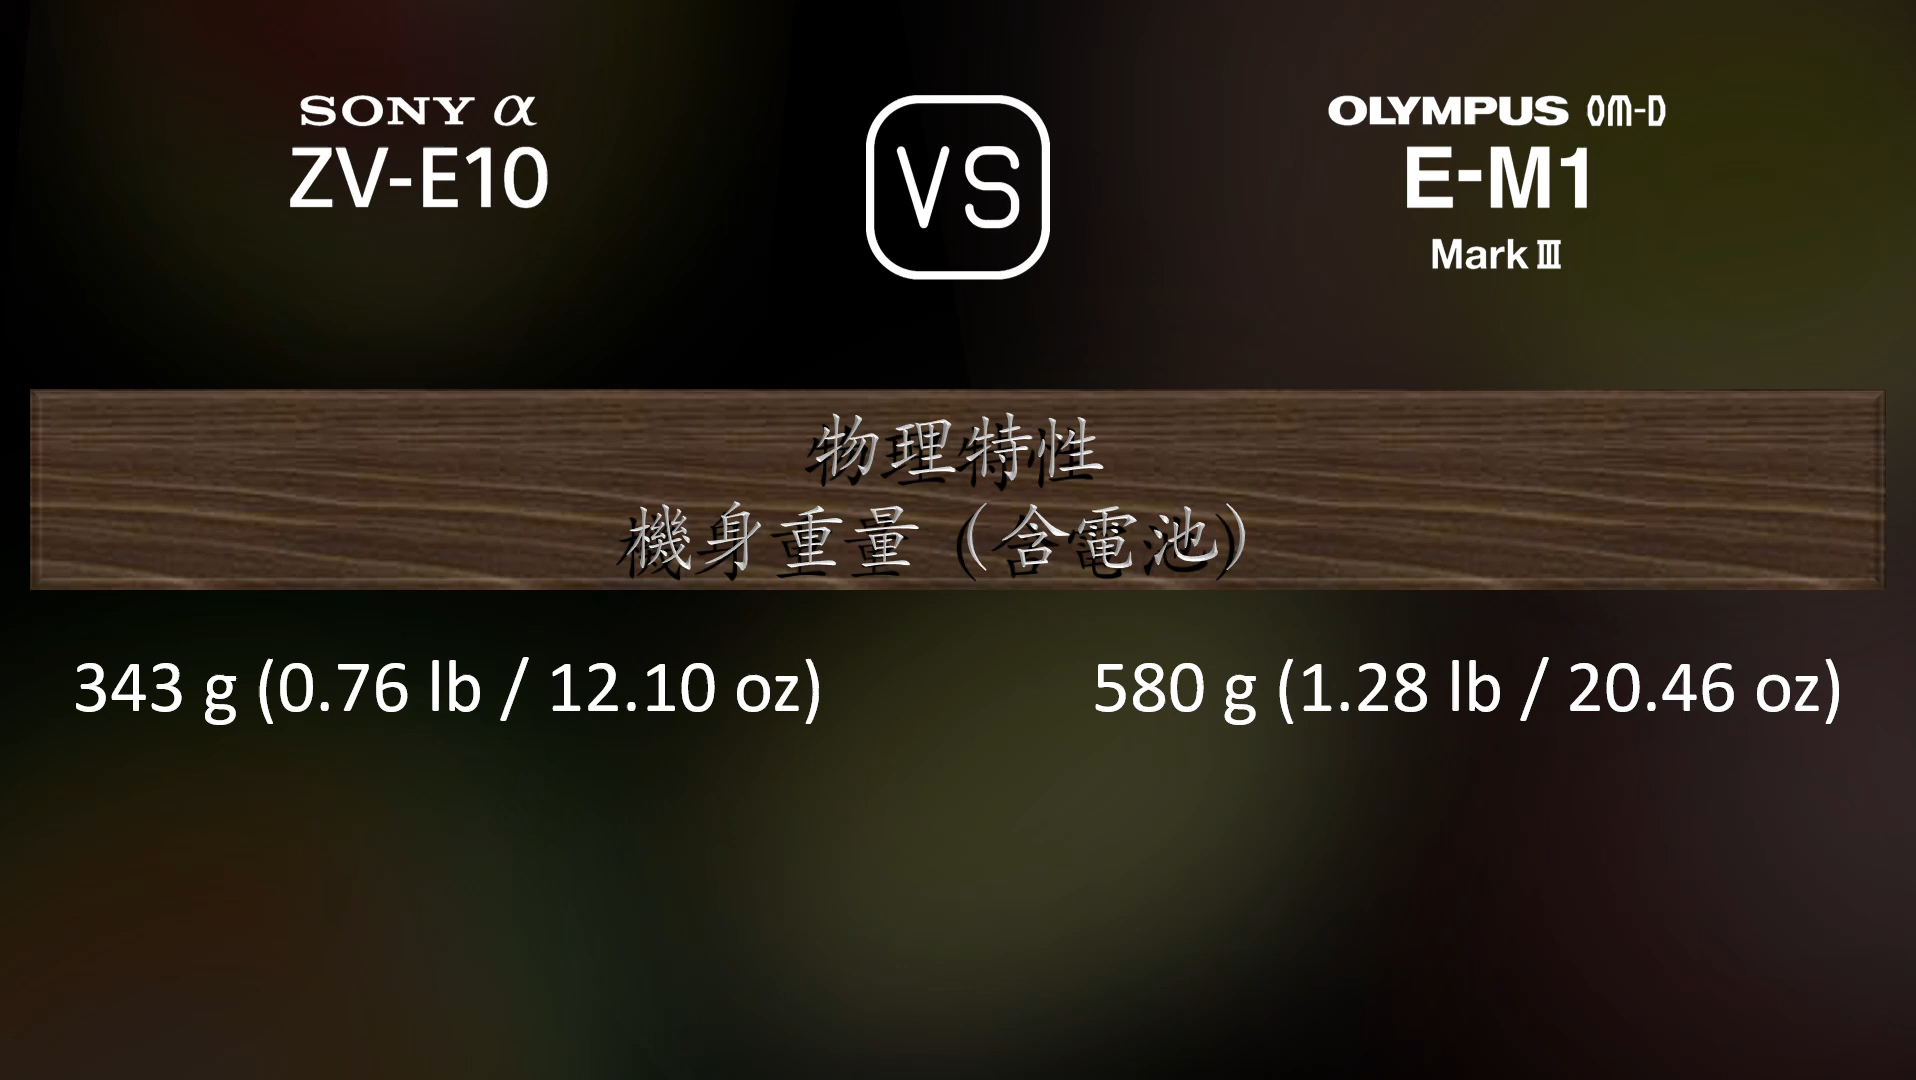 SONY α
ZV-E10
VS
OLYMPUS OM-D
E-M1
Mark III
物理特性
機身重量（含電池）
343 g (0.76 lb / 12.10 oz)
580 g (1.28 lb / 20.46 oz)